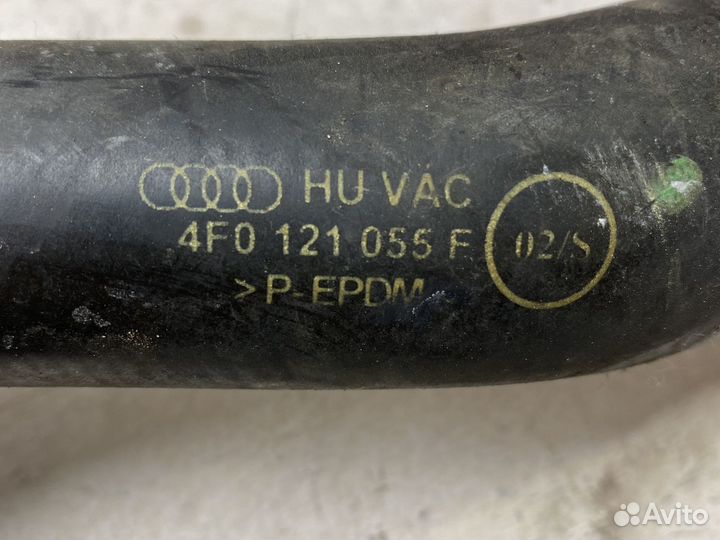 HU VAC
4F0 121 055 F
02/S
>P-EPDM
Avito